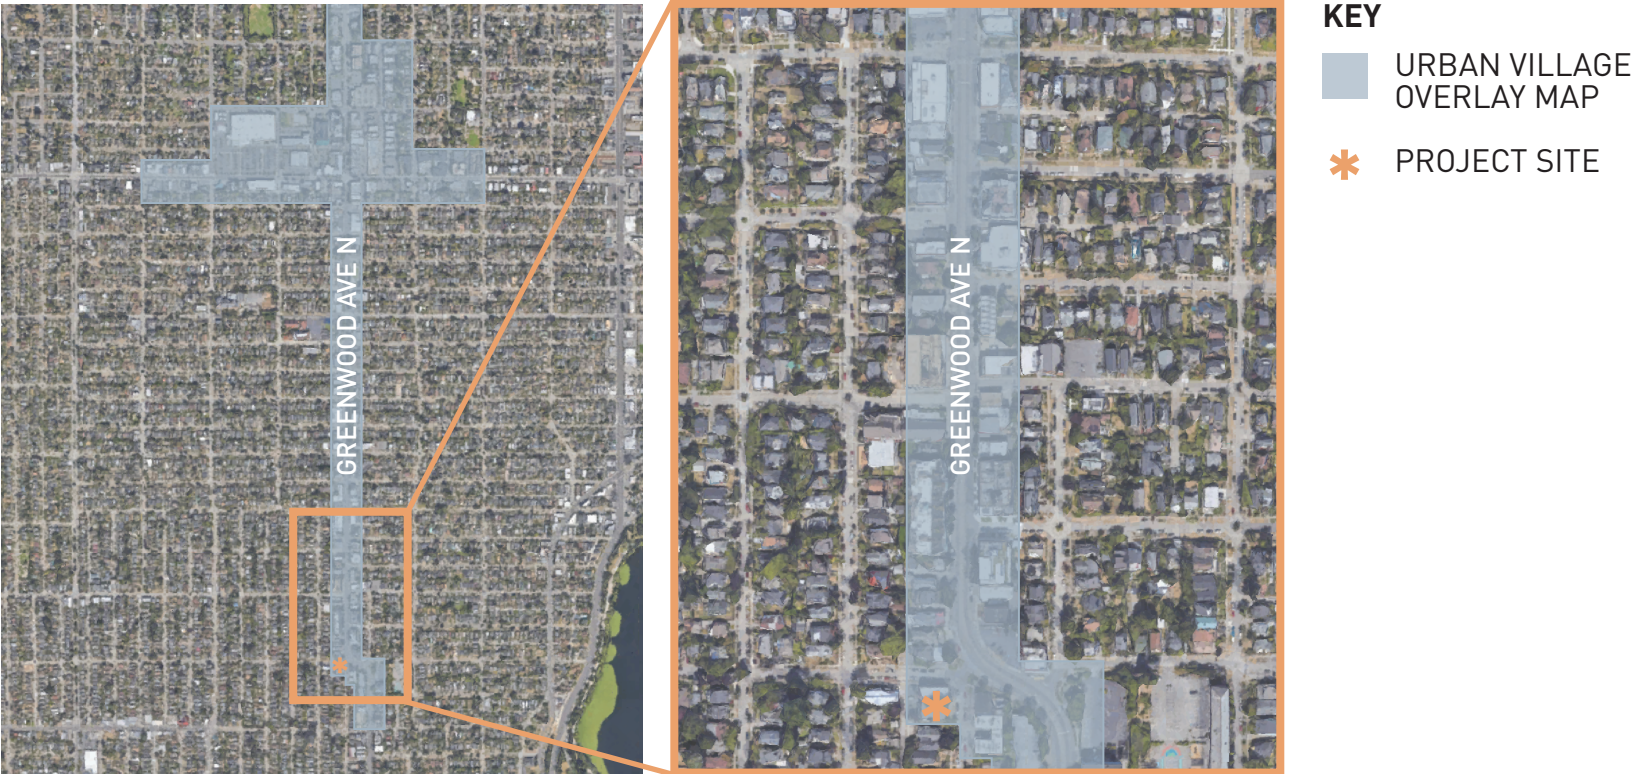 GREENWOOD AVE N
GREENWOOD AVE N
KEY
URBAN VILLAGE
OVERLAY MAP
PROJECT SITE